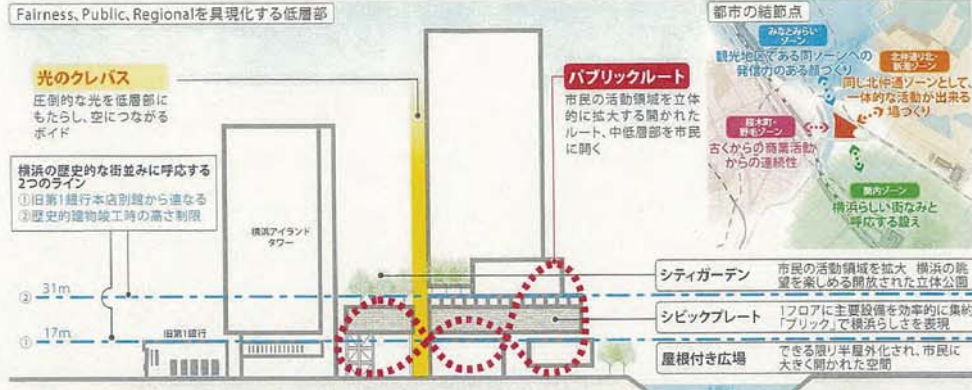 Fairness、Public、Regionalを具現化する低層部
光のクレバス
圧倒的な光を低層部に
もたらし、空につながる
ボイド
横浜の歴史的な街並みに呼応する
2つのライン
①旧第1銀行本店別館から連なる
②歴史的建物竣工時の高さ制限
横浜アイランド
タワー
② 31m
① 17m
旧第1銀行
パブリックルート
市民の活動領域を立体
的に拡大する開かれた
ルート、中低層部を市民
に開く
都市の結節点
みなとみらい
ゾーン
観光地区である同ゾーンへの
発信力のある顔づくり
北仲通り北・
新港ゾーン
同じ北仲通ゾーンとして、
一体的な活動が出来る
場づくり
桜木町・
野毛ゾーン
古くからの商業活動
からの連続性
関内ゾーン
横浜らしい街なみと
呼応する設え
シティガーデン
市民の活動領域を拡大 横浜の眺
望を楽しめる開放された立体公園
シビックプレート
1フロアに主要設備を効率的に集約
「ブリック」で横浜らしさを表現
屋根付き広場
できる限り半屋外化され、市民に
大きく開かれた空間